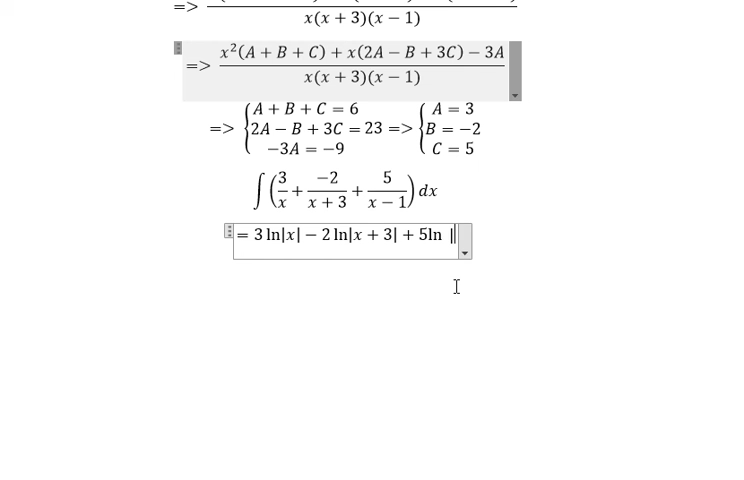 => x(x + 3)(x − 1)
=> x²(A + B + C) + x(2A − B + 3C) − 3A
x(x + 3)(x − 1)
A + B + C = 6
=> {2A − B + 3C = 23 => {B = −2
−3A = −9
A = 3
C = 5
∫(3/x + −2/(x + 3) + 5/(x − 1)) dx
= 3 ln|x| − 2 ln|x + 3| + 5ln |